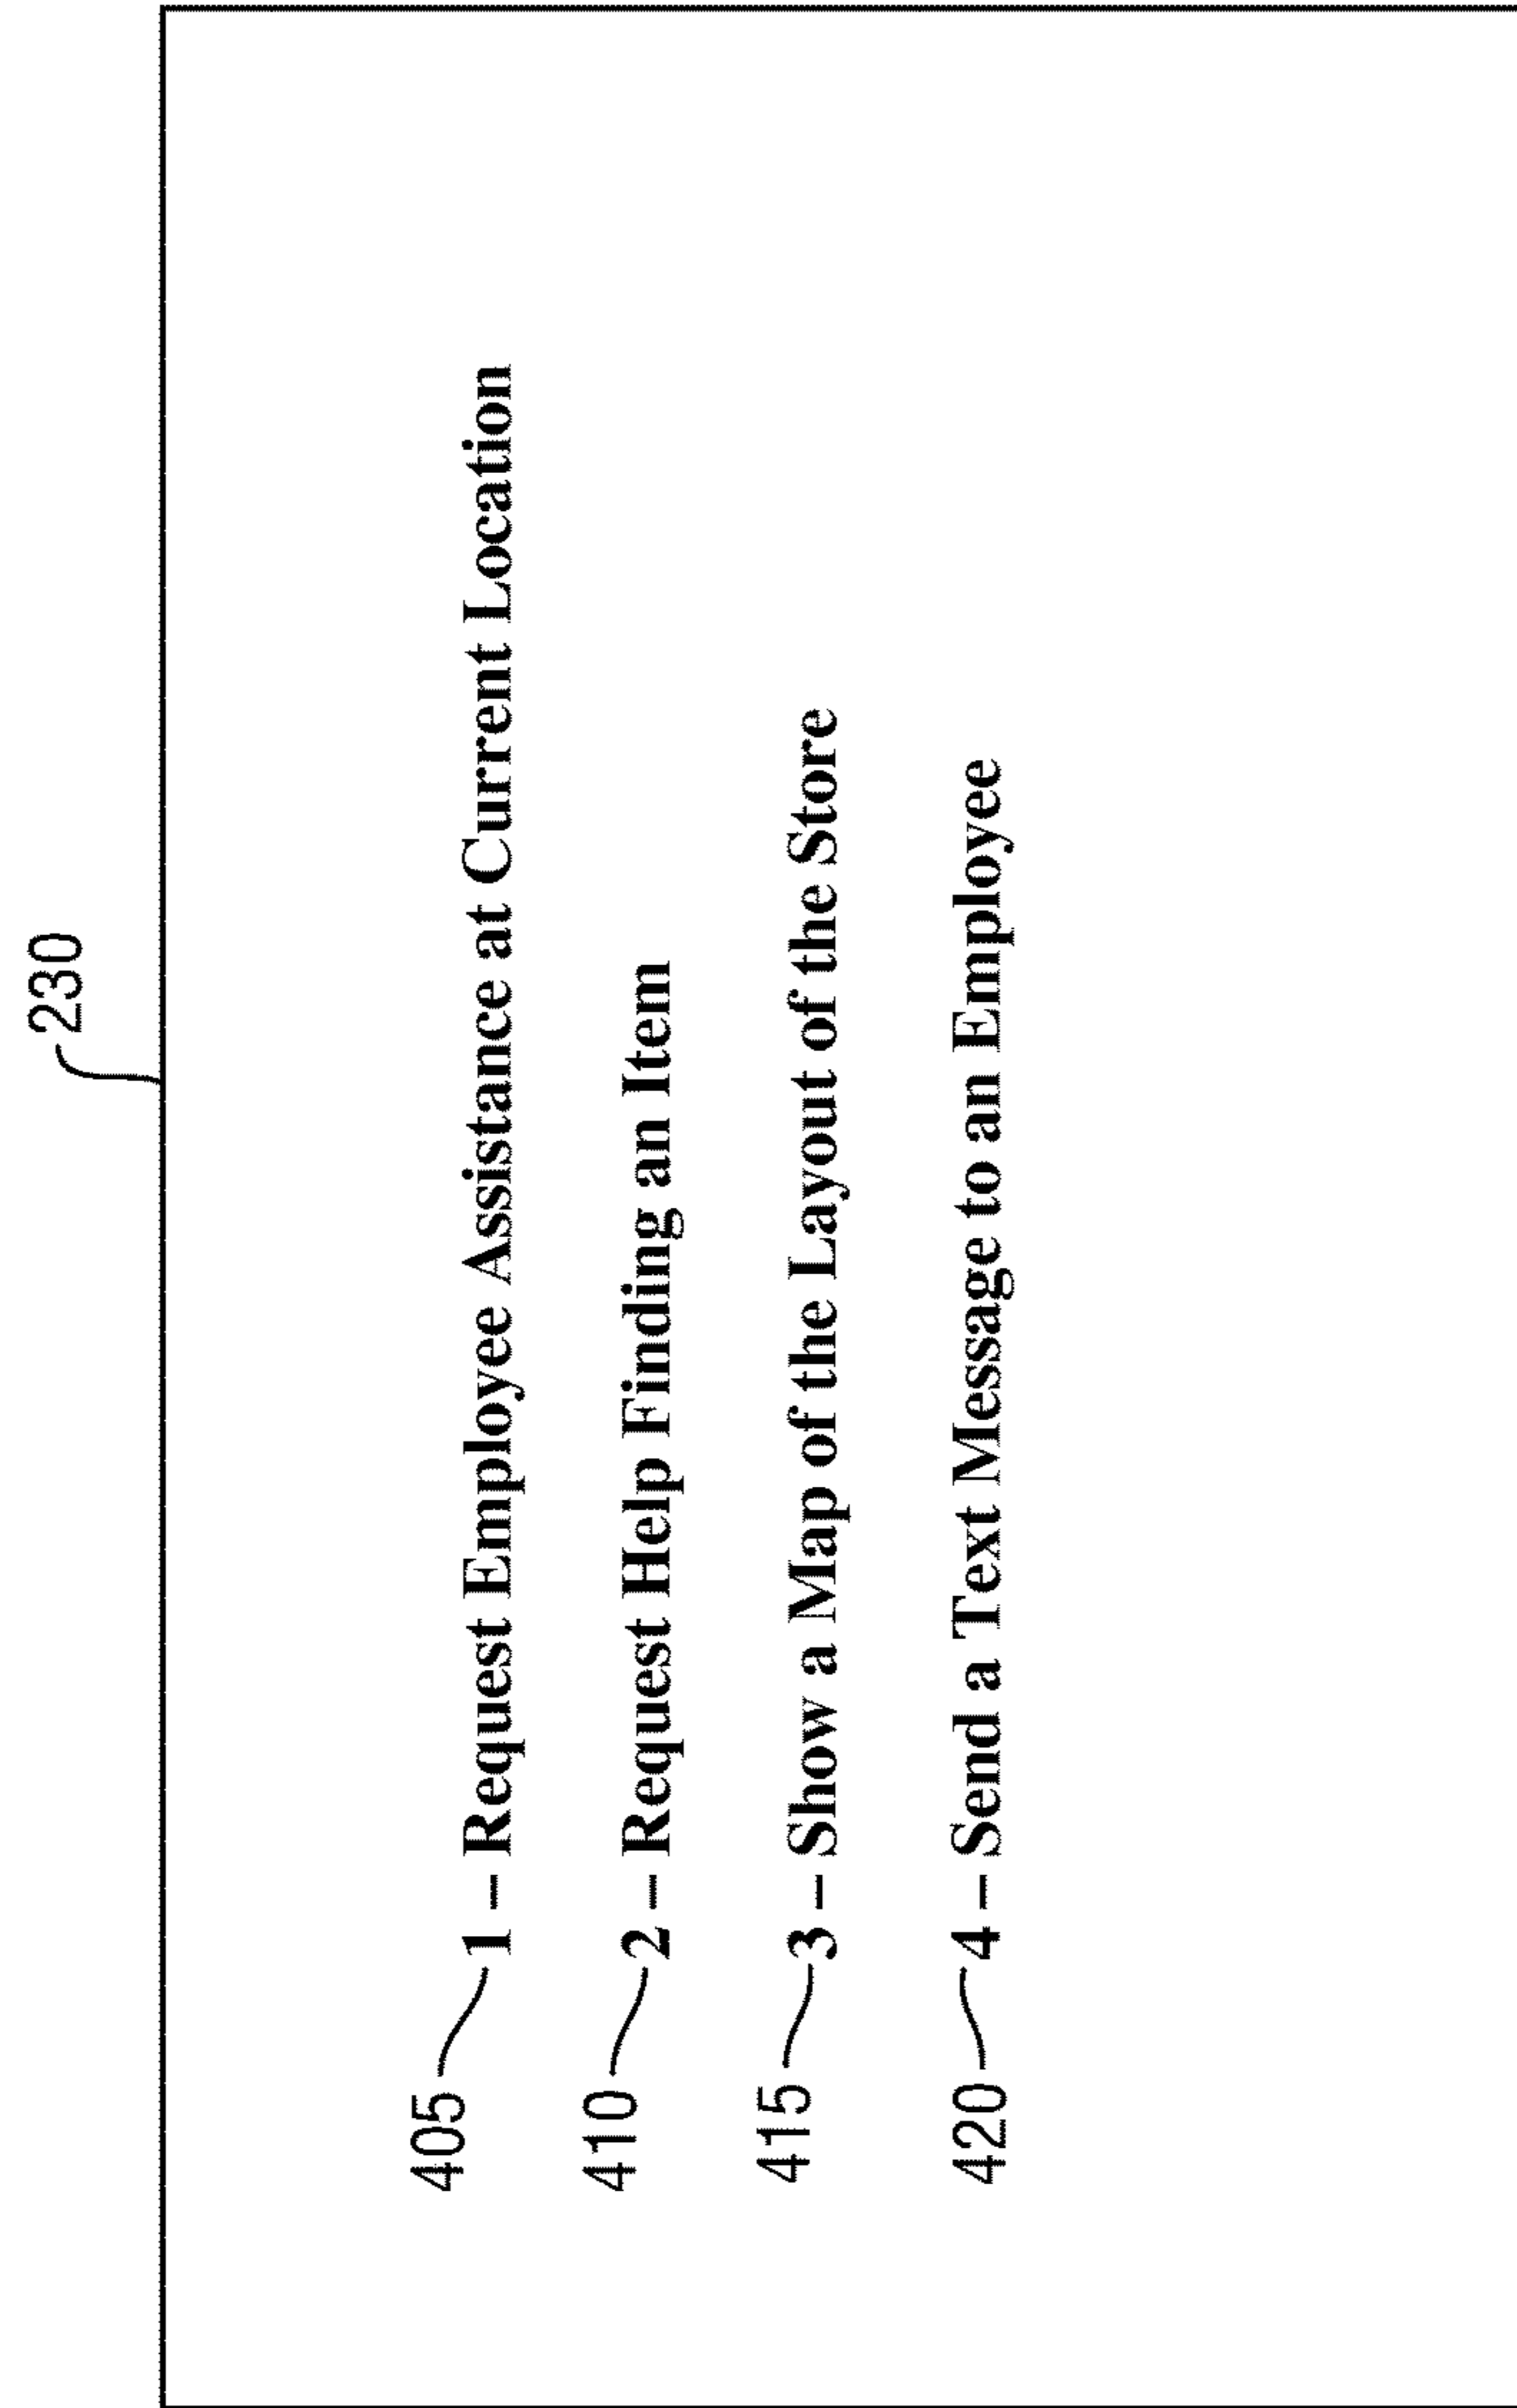 230
405 1 – Request Employee Assistance at Current Location
410 2 – Request Help Finding an Item
415 3 – Show a Map of the Layout of the Store
420 4 – Send a Text Message to an Employee